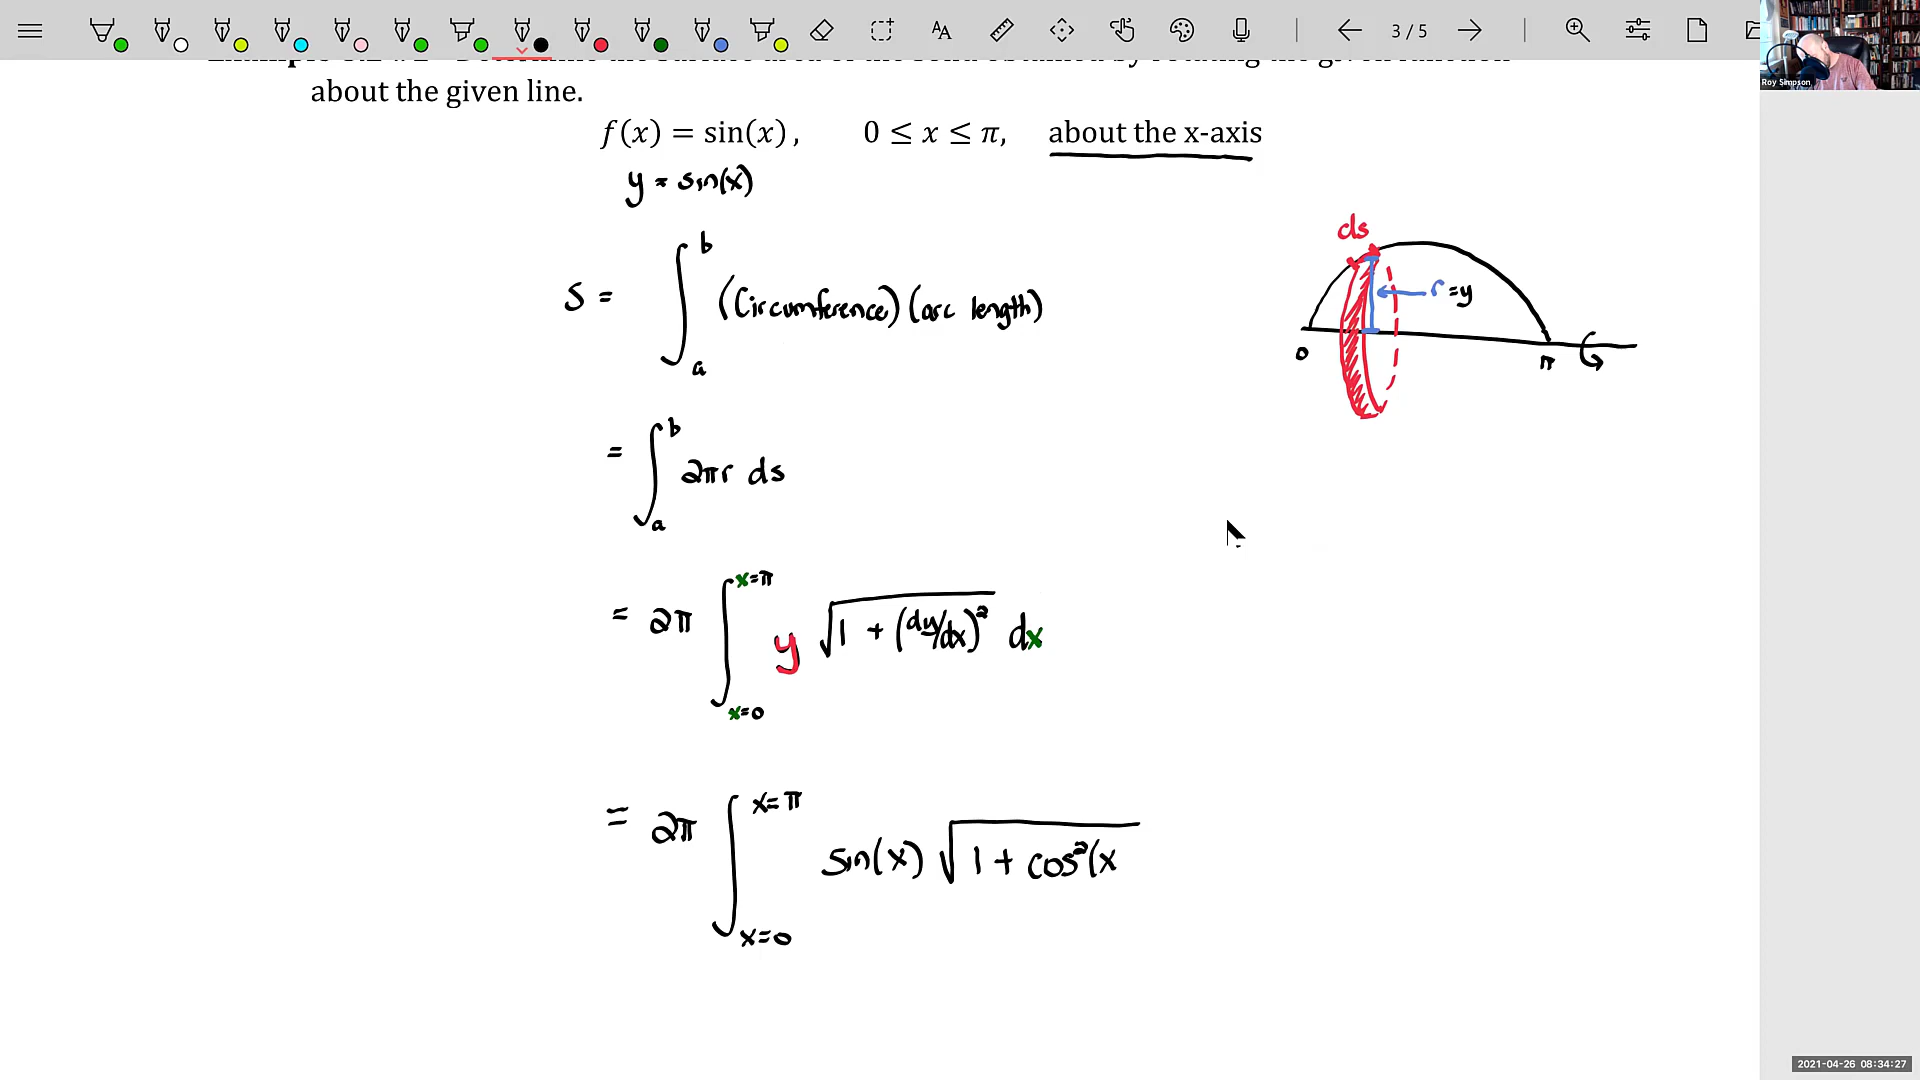 3 / 5
Roy Simpson
about the given line.
f(x) = sin(x), 0 ≤ x ≤ π, about the x-axis
y = sin(x)
S = ∫_a^b (Circumference)(arc length)
= ∫_a^b 2πr ds
= 2π ∫_{x=0}^{x=π} y √(1 + (dy/dx)²) dx
= 2π ∫_{x=0}^{x=π} sin(x) √(1 + cos²(x
ds
r = y
0 π
2021-04-26 08:34:27